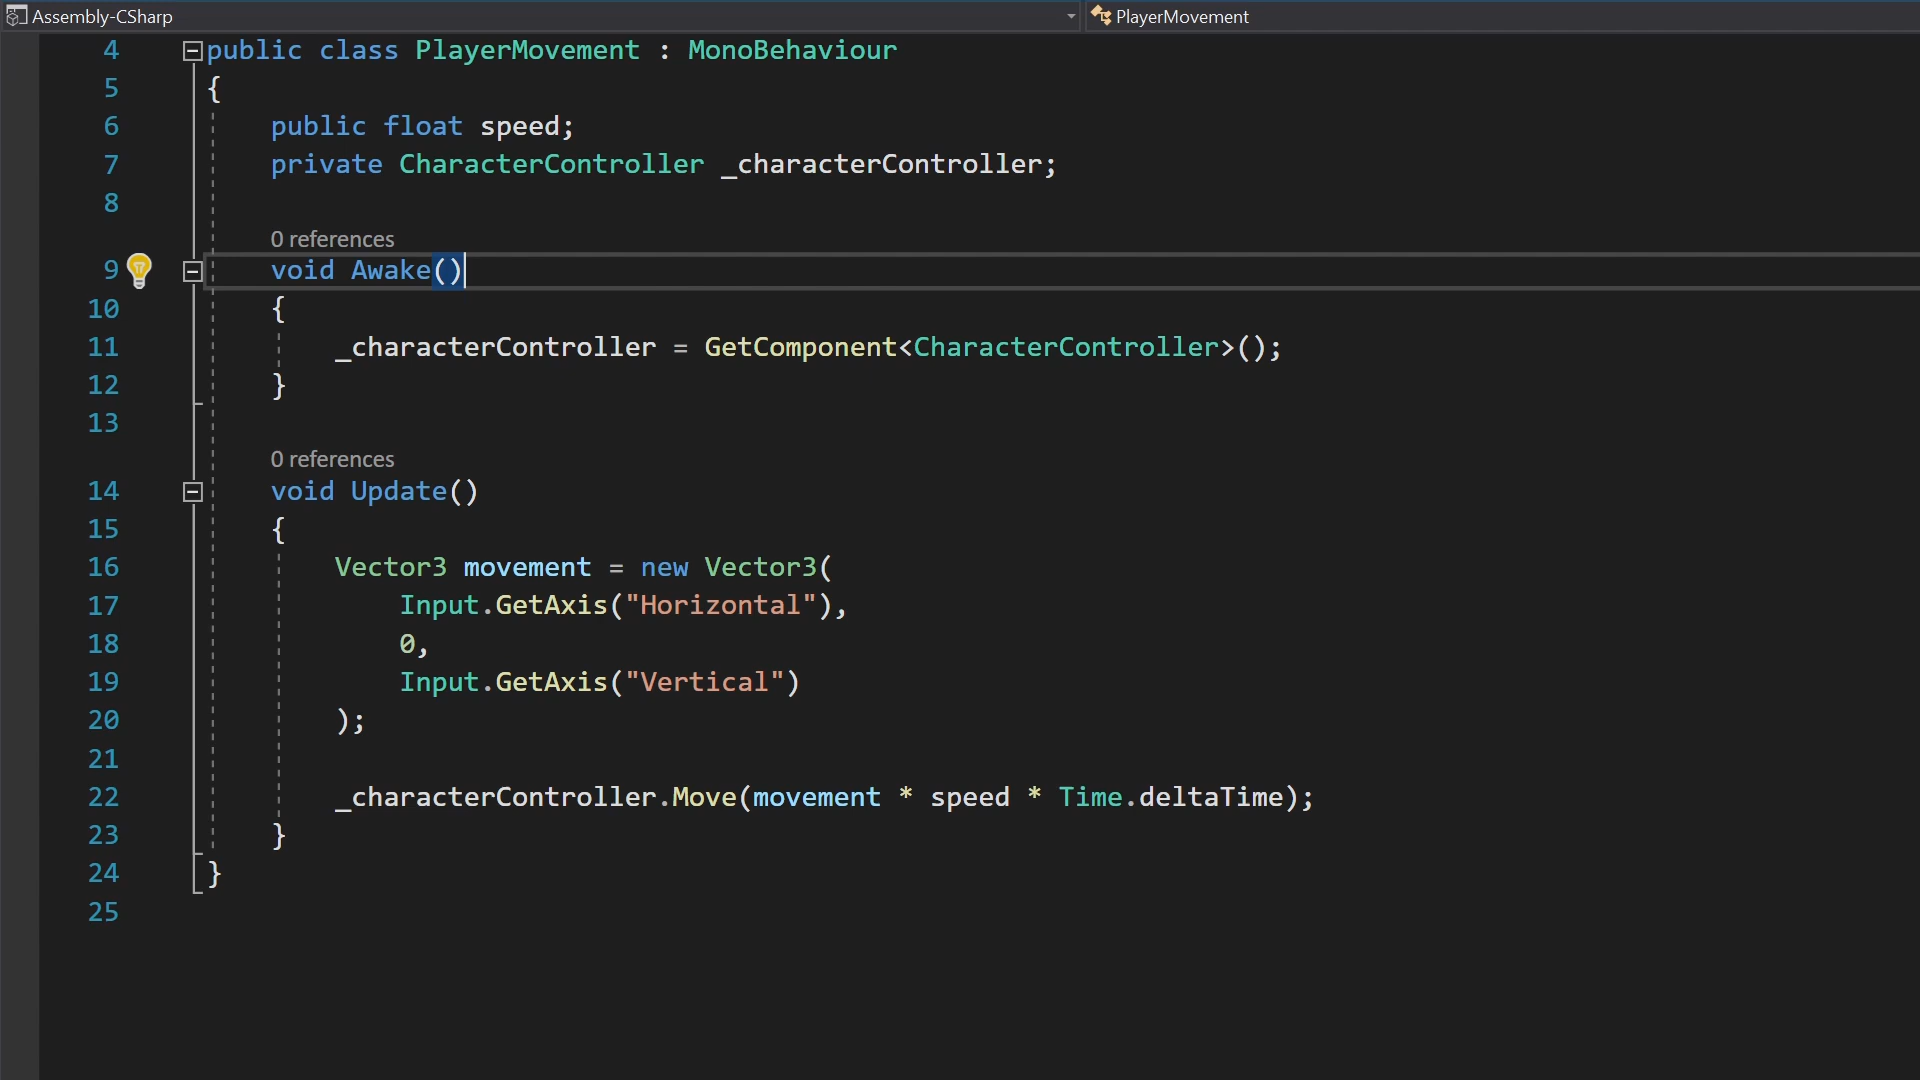 Assembly-CSharp
PlayerMovement
4 public class PlayerMovement : MonoBehaviour
5 {
6 public float speed;
7 private CharacterController _characterController;
8
0 references
9 void Awake()
10 {
11 _characterController = GetComponent<CharacterController>();
12 }
13
0 references
14 void Update()
15 {
16 Vector3 movement = new Vector3(
17 Input.GetAxis("Horizontal"),
18 0,
19 Input.GetAxis("Vertical")
20 );
21
22 _characterController.Move(movement * speed * Time.deltaTime);
23 }
24 }
25